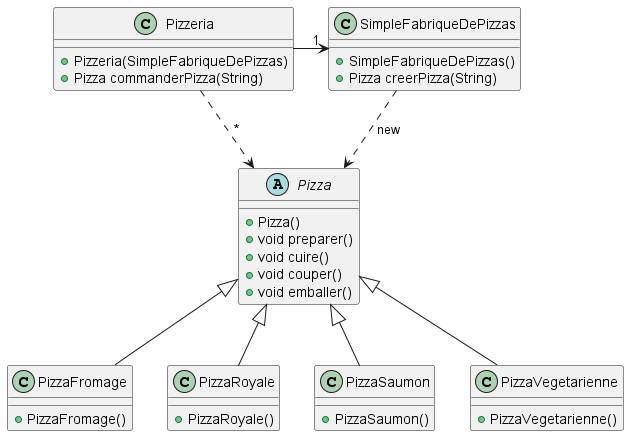 C Pizzeria
Pizzeria(SimpleFabriqueDePizzas)
Pizza commanderPizza(String)
1
C SimpleFabriqueDePizzas
SimpleFabriqueDePizzas()
Pizza creerPizza(String)
*
new
A Pizza
Pizza()
void preparer()
void cuire()
void couper()
void emballer()
C PizzaFromage
PizzaFromage()
C PizzaRoyale
PizzaRoyale()
C PizzaSaumon
PizzaSaumon()
C PizzaVegetarienne
PizzaVegetarienne()